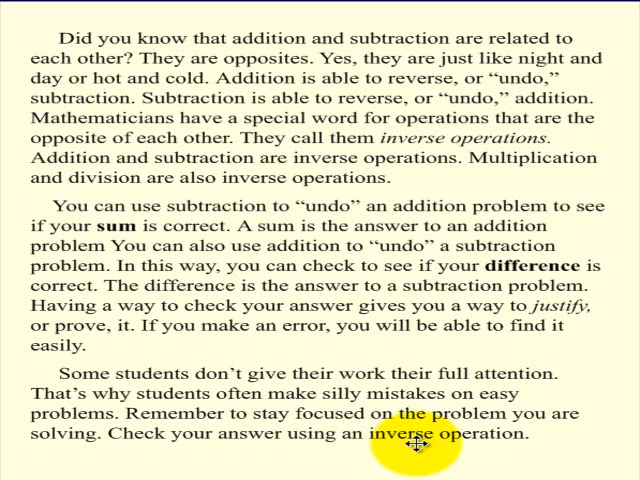 Did you know that addition and subtraction are related to
each other? They are opposites. Yes, they are just like night and
day or hot and cold. Addition is able to reverse, or “undo,”
subtraction. Subtraction is able to reverse, or “undo,” addition.
Mathematicians have a special word for operations that are the
opposite of each other. They call them inverse operations.
Addition and subtraction are inverse operations. Multiplication
and division are also inverse operations.
You can use subtraction to “undo” an addition problem to see
if your sum is correct. A sum is the answer to an addition
problem You can also use addition to “undo” a subtraction
problem. In this way, you can check to see if your difference is
correct. The difference is the answer to a subtraction problem.
Having a way to check your answer gives you a way to justify,
or prove, it. If you make an error, you will be able to find it
easily.
Some students don’t give their work their full attention.
That’s why students often make silly mistakes on easy
problems. Remember to stay focused on the problem you are
solving. Check your answer using an inverse operation.